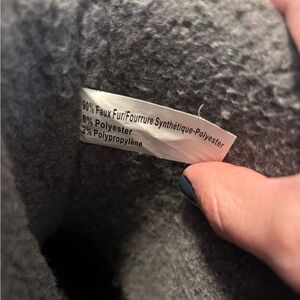 90% Faux Fur/Fourrure Synthétique-Polyester
8% Polyester
2% Polypropylène